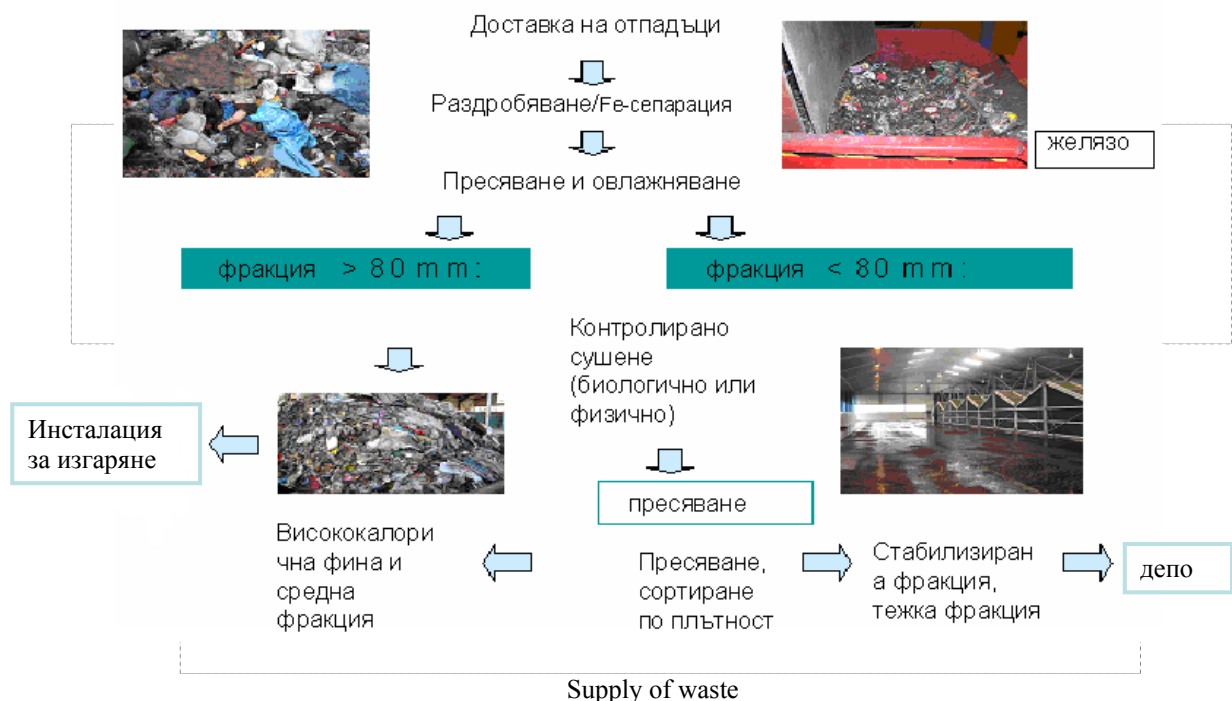 Доставка на отпадъци
Раздробяване/Fe-сепарация
желязо
Пресяване и овлажняване
фракция > 80 mm:
фракция < 80 mm:
Контролирано
сушене
(биологично или
физично)
Инсталация
за изгаряне
пресяване
Висококалори
чна фина и
средна
фракция
Пресяване,
сортиране
по плътност
Стабилизиран
а фракция,
тежка фракция
депо
Supply of waste